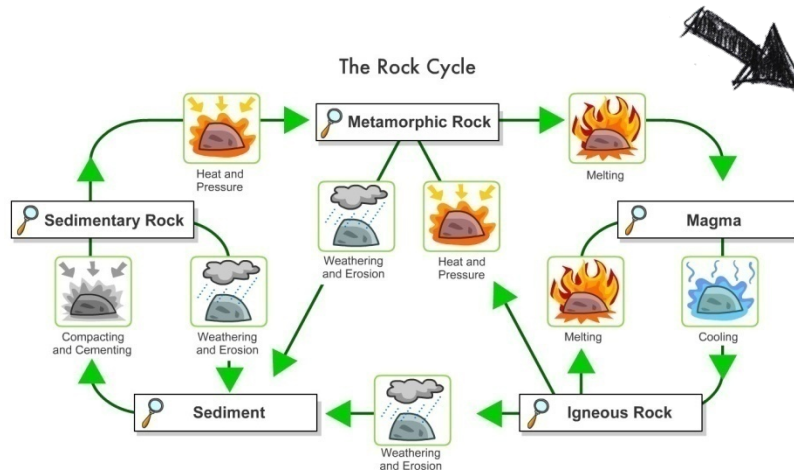 The Rock Cycle
Metamorphic Rock
Heat and
Pressure
Melting
Sedimentary Rock
Weathering
and Erosion
Heat and
Pressure
Magma
Compacting
and Cementing
Weathering
and Erosion
Melting
Cooling
Sediment
Weathering
and Erosion
Igneous Rock